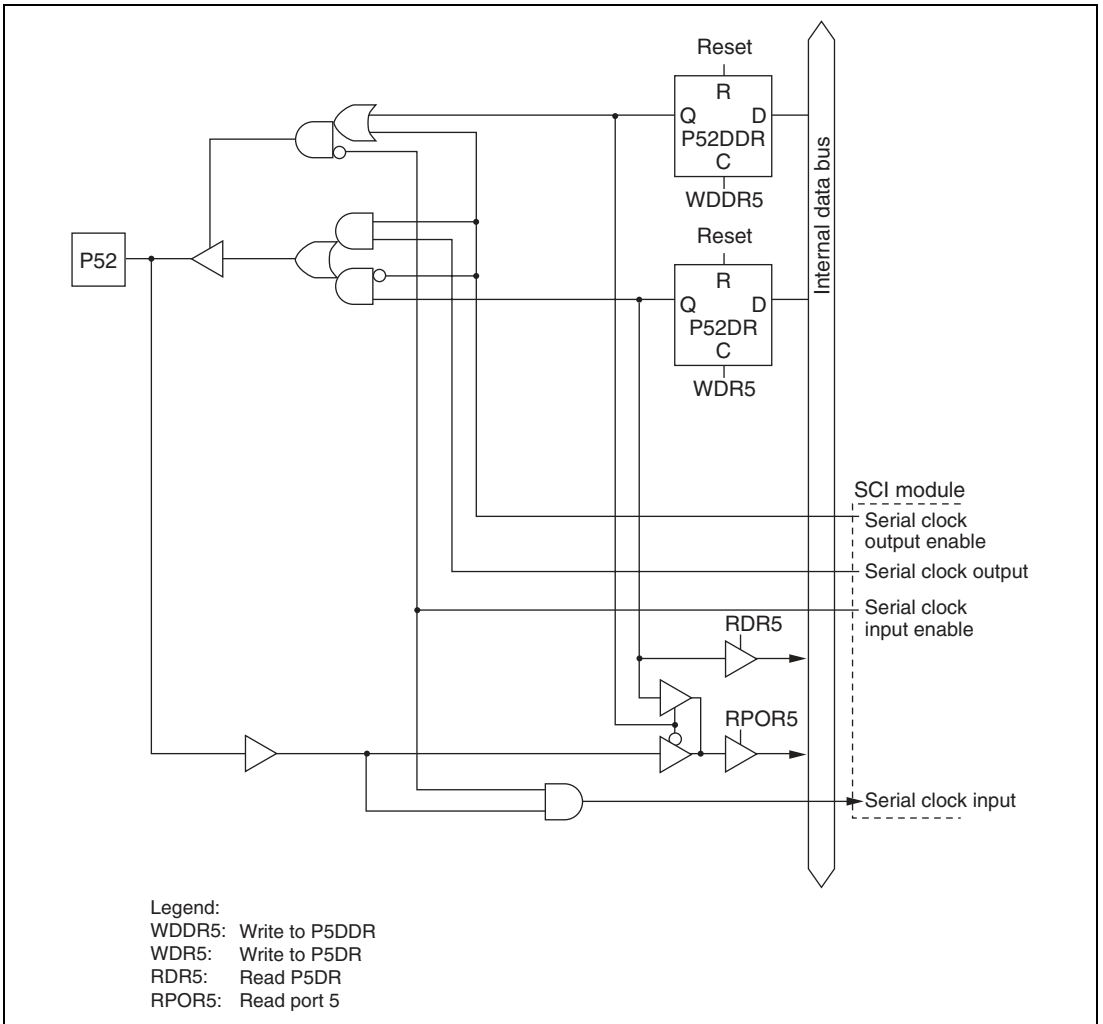 Reset
R
Q D
P52DDR
C
WDDR5
Reset
R
Q D
P52DR
C
WDR5
Internal data bus
P52
SCI module
Serial clock
output enable
Serial clock output
Serial clock
input enable
RDR5
RPOR5
Serial clock input
Legend:
WDDR5: Write to P5DDR
WDR5: Write to P5DR
RDR5: Read P5DR
RPOR5: Read port 5